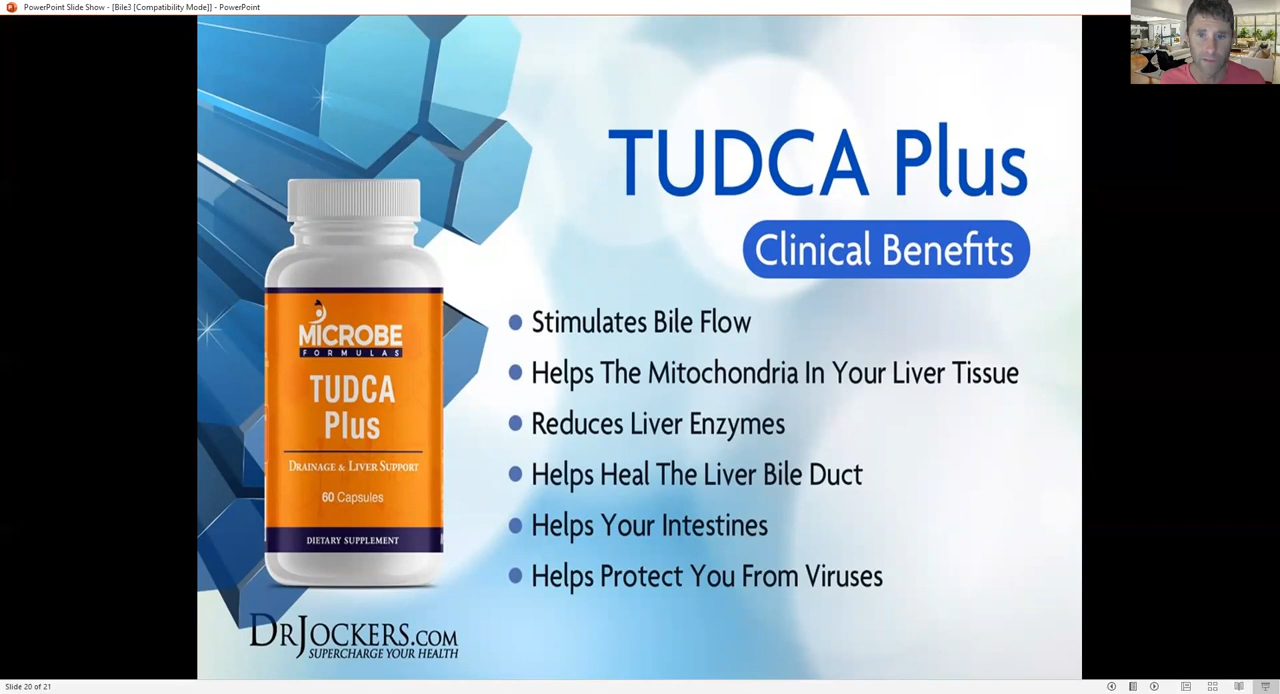 PowerPoint Slide Show - [Bile3 [Compatibility Mode]] - PowerPoint
TUDCA Plus
Clinical Benefits
Stimulates Bile Flow
Helps The Mitochondria In Your Liver Tissue
Reduces Liver Enzymes
Helps Heal The Liver Bile Duct
Helps Your Intestines
Helps Protect You From Viruses
MICROBE
FORMULAS
TUDCA
Plus
DRAINAGE & LIVER SUPPORT
60 Capsules
DIETARY SUPPLEMENT
DRJOCKERS.COM
SUPERCHARGE YOUR HEALTH
Slide 20 of 21